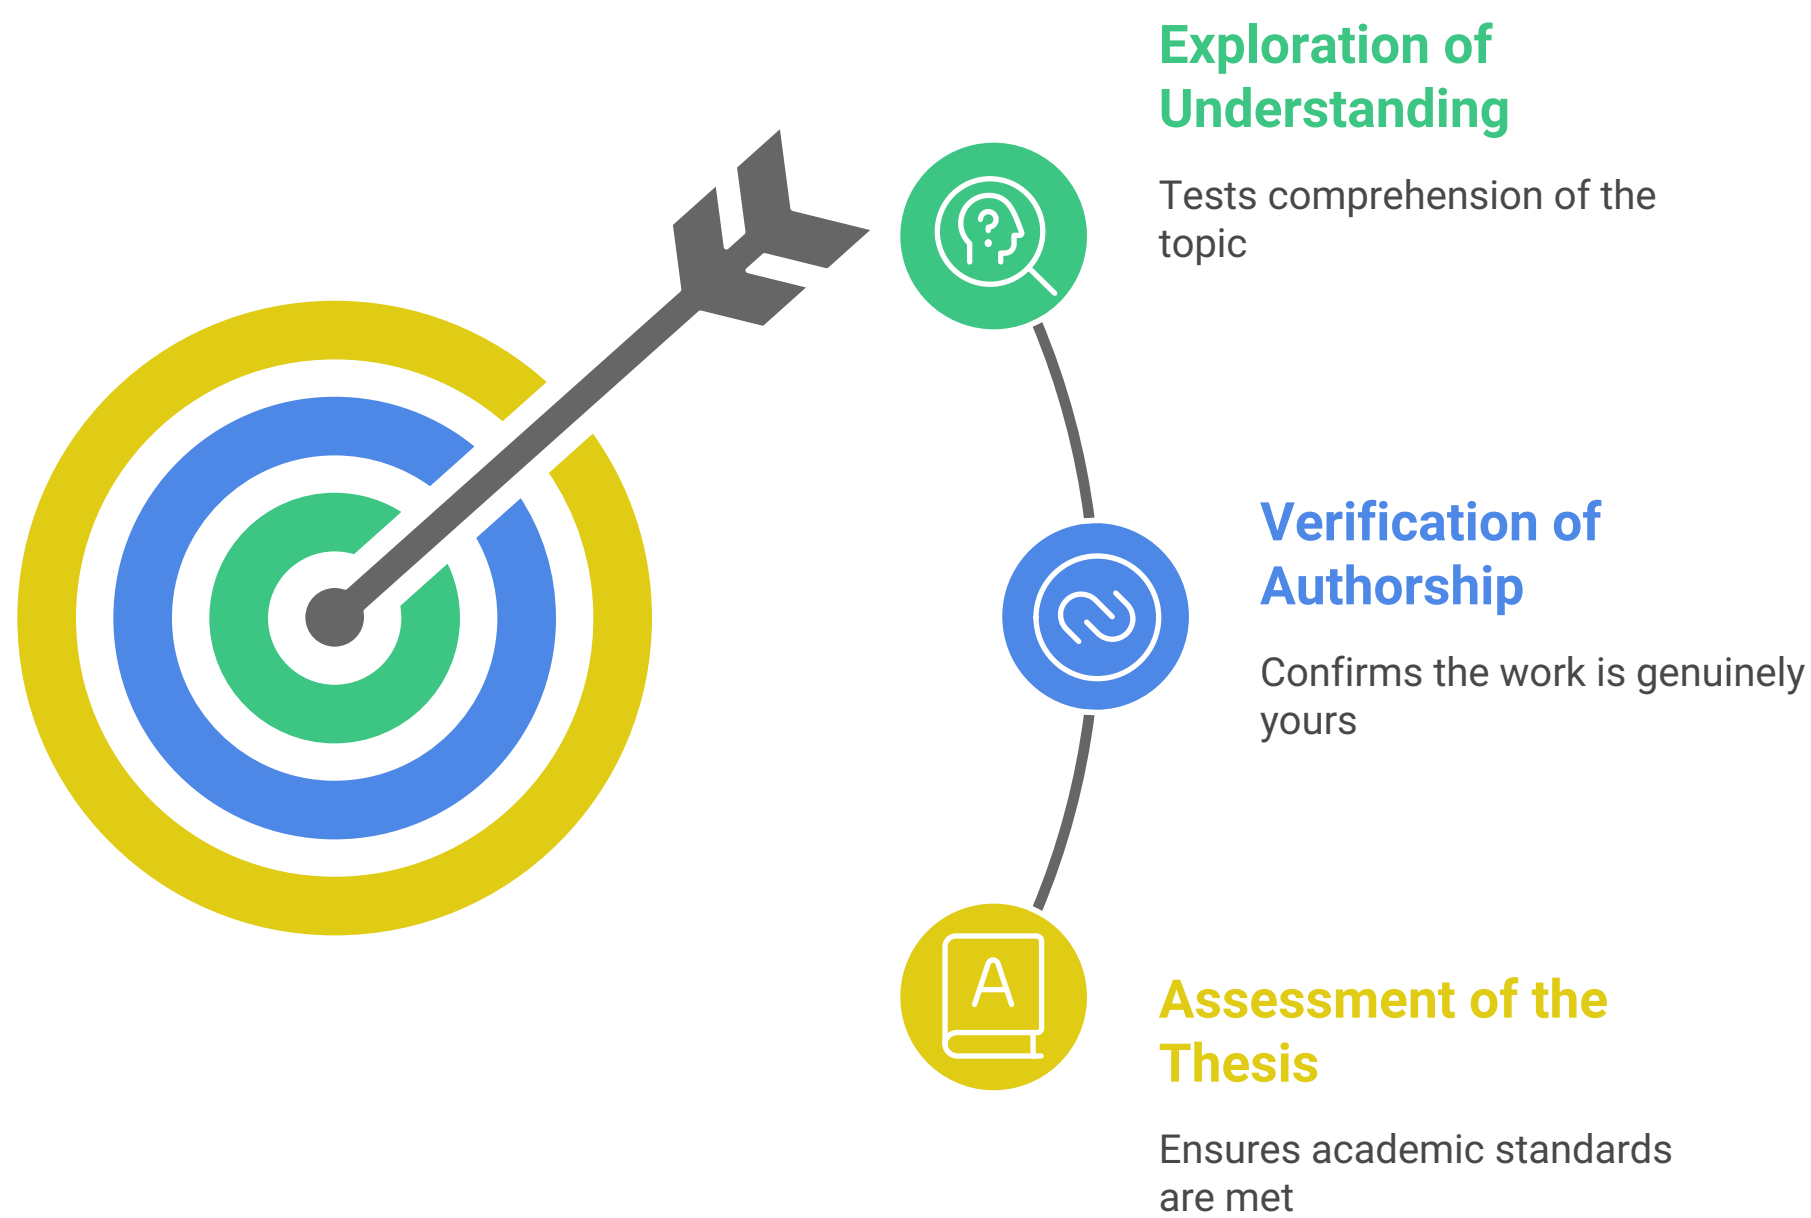 Exploration of
Understanding
Tests comprehension of the
topic
Verification of
Authorship
Confirms the work is genuinely
yours
A
Assessment of the
Thesis
Ensures academic standards
are met